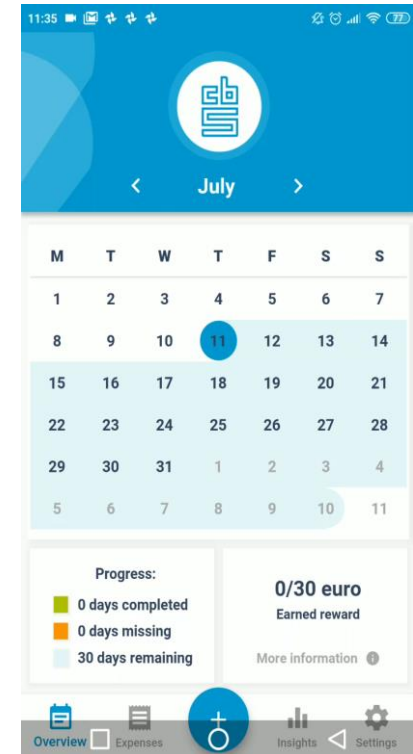 11:35
77
cbs
July
M T W T F S S
1 2 3 4 5 6 7
8 9 10 11 12 13 14
15 16 17 18 19 20 21
22 23 24 25 26 27 28
29 30 31 1 2 3 4
5 6 7 8 9 10 11
Progress:
0 days completed
0 days missing
30 days remaining
0/30 euro
Earned reward
More information
Overview Expenses Insights Settings